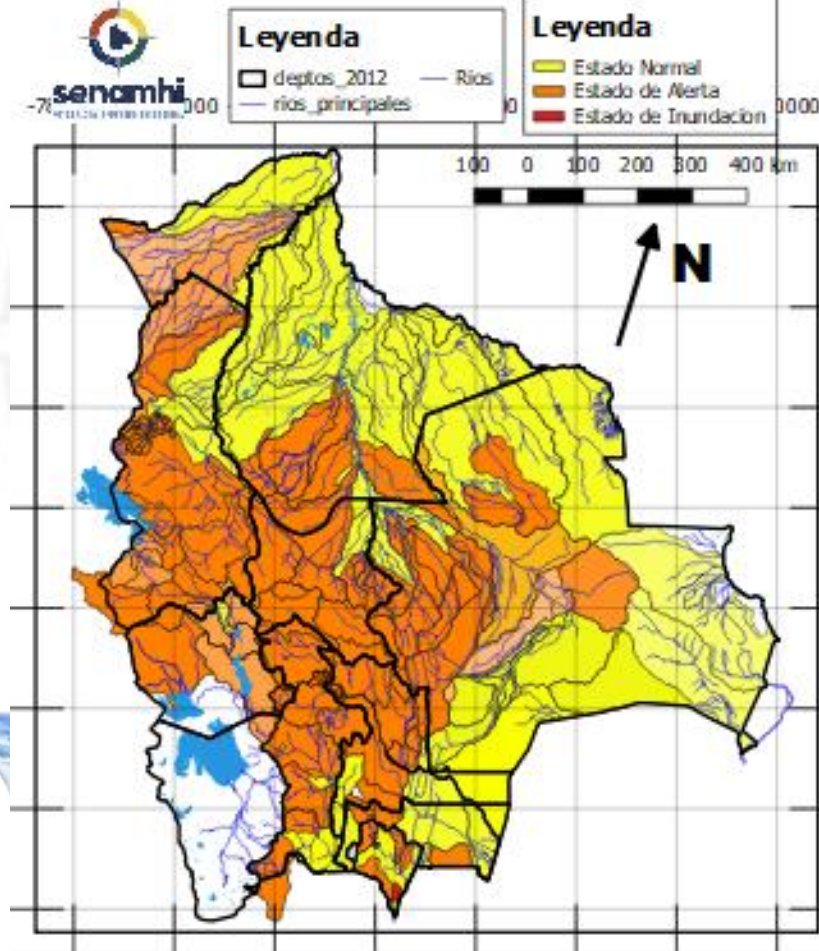 senamhi
Leyenda
deptos_2012
Rios
rios_principales
Leyenda
Estado Normal
Estado de Alerta
Estado de Inundacion
100 0 100 200 300 400 km
N